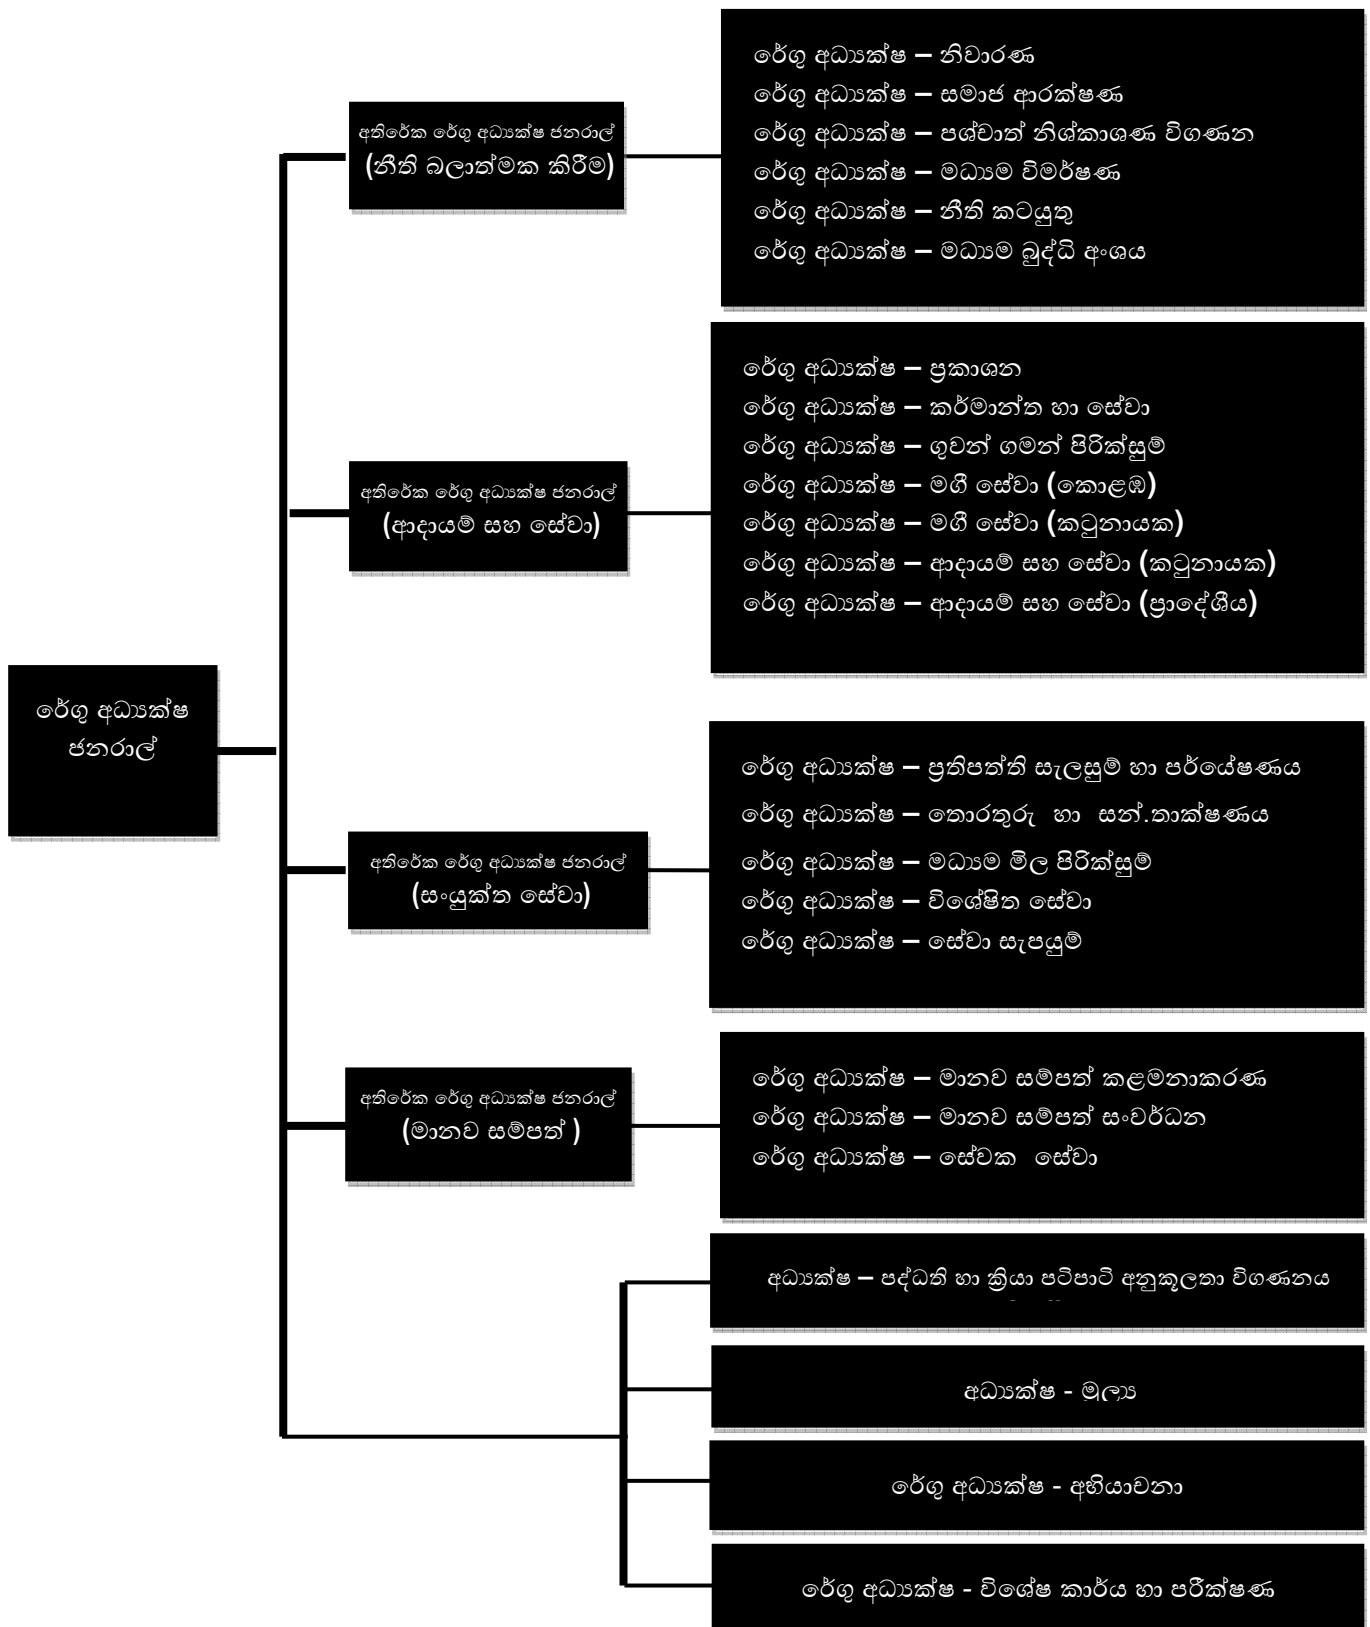 රේගු අධ්‍යක්ෂ
ජනරාල්
අතිරේක රේගු අධ්‍යක්ෂ ජනරාල්
(නීති බලාත්මක කිරීම)
රේගු අධ්‍යක්ෂ – නිවාරණ
රේගු අධ්‍යක්ෂ – සමාජ ආරක්ෂණ
රේගු අධ්‍යක්ෂ – පශ්චාත් නිශ්කාශණ විගණන
රේගු අධ්‍යක්ෂ – මධ්‍යම විමර්ෂණ
රේගු අධ්‍යක්ෂ – නීති කටයුතු
රේගු අධ්‍යක්ෂ – මධ්‍යම බුද්ධි අංශය
අතිරේක රේගු අධ්‍යක්ෂ ජනරාල්
(ආදායම් සහ සේවා)
රේගු අධ්‍යක්ෂ – ප්‍රකාශන
රේගු අධ්‍යක්ෂ – කර්මාන්ත හා සේවා
රේගු අධ්‍යක්ෂ – ගුවන් ගමන් පිරික්සුම්
රේගු අධ්‍යක්ෂ – මගී සේවා (කොළඹ)
රේගු අධ්‍යක්ෂ – මගී සේවා (කටුනායක)
රේගු අධ්‍යක්ෂ – ආදායම් සහ සේවා (කටුනායක)
රේගු අධ්‍යක්ෂ – ආදායම් සහ සේවා (ප්‍රාදේශීය)
අතිරේක රේගු අධ්‍යක්ෂ ජනරාල්
(සංයුක්ත සේවා)
රේගු අධ්‍යක්ෂ – ප්‍රතිපත්ති සැලසුම් හා පර්යේෂණය
රේගු අධ්‍යක්ෂ – තොරතුරු හා සන්.තාක්ෂණය
රේගු අධ්‍යක්ෂ – මධ්‍යම මිල පිරික්සුම්
රේගු අධ්‍යක්ෂ – විශේෂිත සේවා
රේගු අධ්‍යක්ෂ – සේවා සැපයුම්
අතිරේක රේගු අධ්‍යක්ෂ ජනරාල්
(මානව සම්පත් )
රේගු අධ්‍යක්ෂ – මානව සම්පත් කළමනාකරණ
රේගු අධ්‍යක්ෂ – මානව සම්පත් සංවර්ධන
රේගු අධ්‍යක්ෂ – සේවක සේවා
අධ්‍යක්ෂ – පද්ධති හා ක්‍රියා පටිපාටි අනුකූලතා විගණනය
අධ්‍යක්ෂ - මූල්‍ය
රේගු අධ්‍යක්ෂ - අභියාචනා
රේගු අධ්‍යක්ෂ - විශේෂ කාර්ය හා පරීක්ෂණ